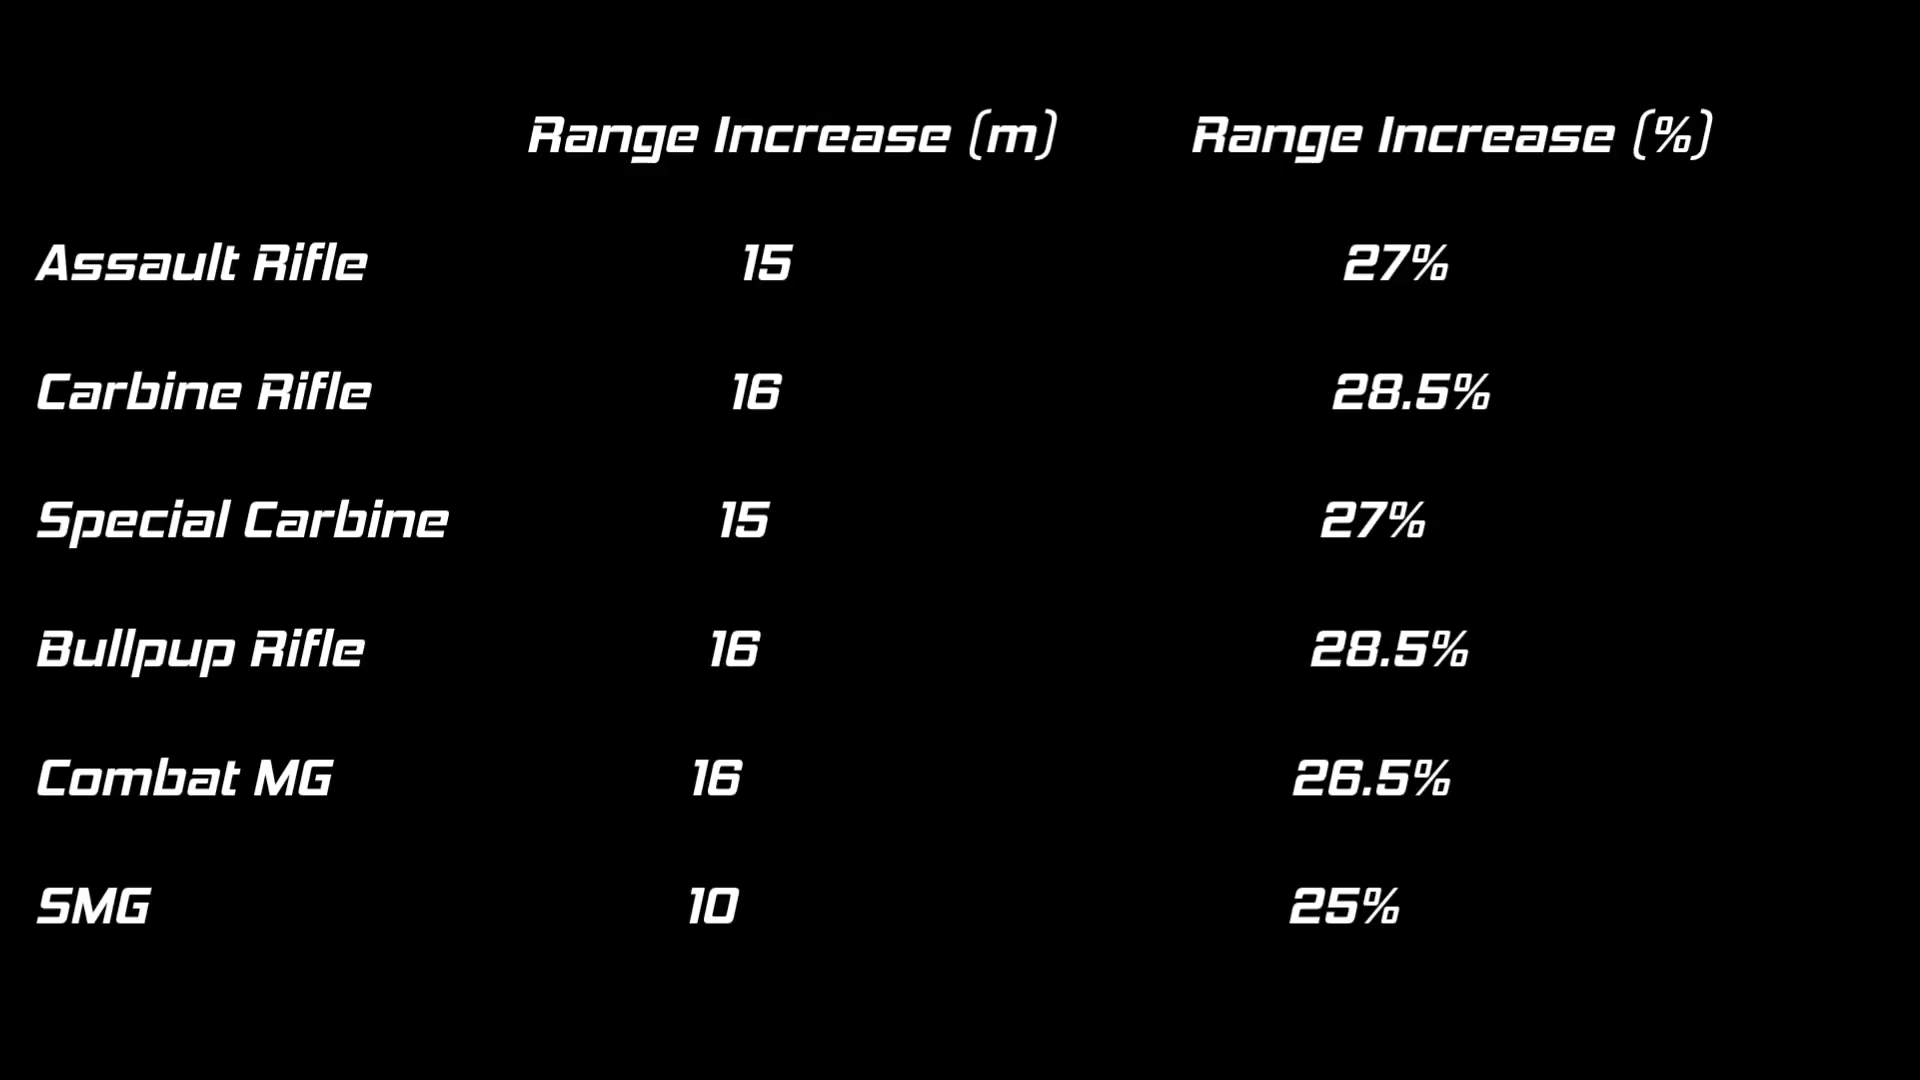 Range Increase (m) Range Increase (%)
Assault Rifle 15 27%
Carbine Rifle 16 28.5%
Special Carbine 15 27%
Bullpup Rifle 16 28.5%
Combat MG 16 26.5%
SMG 10 25%